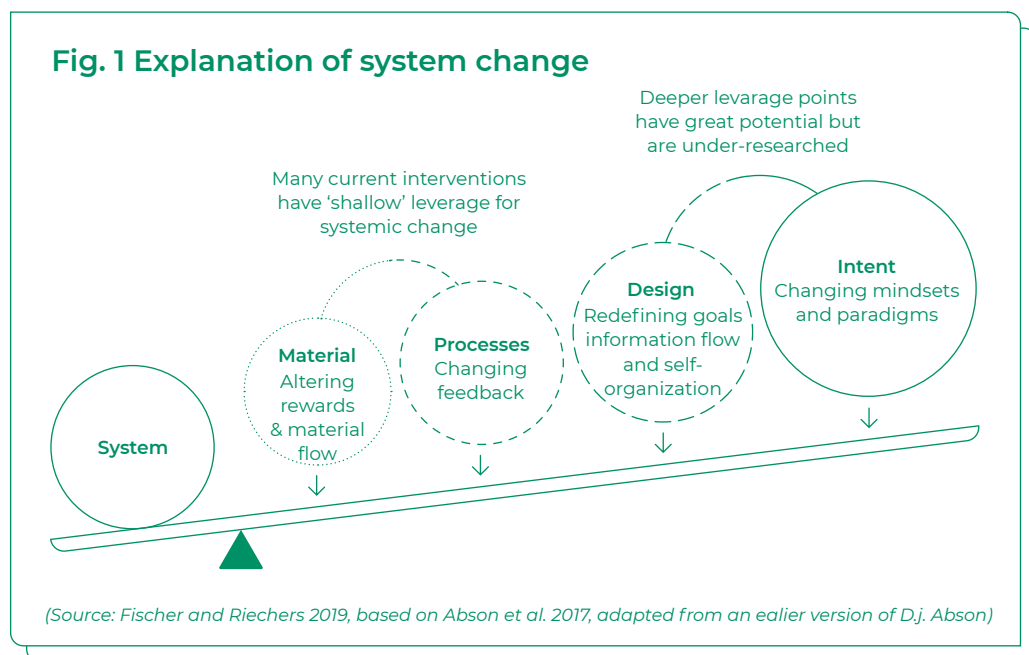 Fig. 1 Explanation of system change
Deeper levarage points
have great potential but
are under-researched
Many current interventions
have ‘shallow’ leverage for
systemic change
System
Material
Altering
rewards
& material
flow
Processes
Changing
feedback
Design
Redefining goals
information flow
and self-
organization
Intent
Changing mindsets
and paradigms
(Source: Fischer and Riechers 2019, based on Abson et al. 2017, adapted from an ealier version of D.j. Abson)